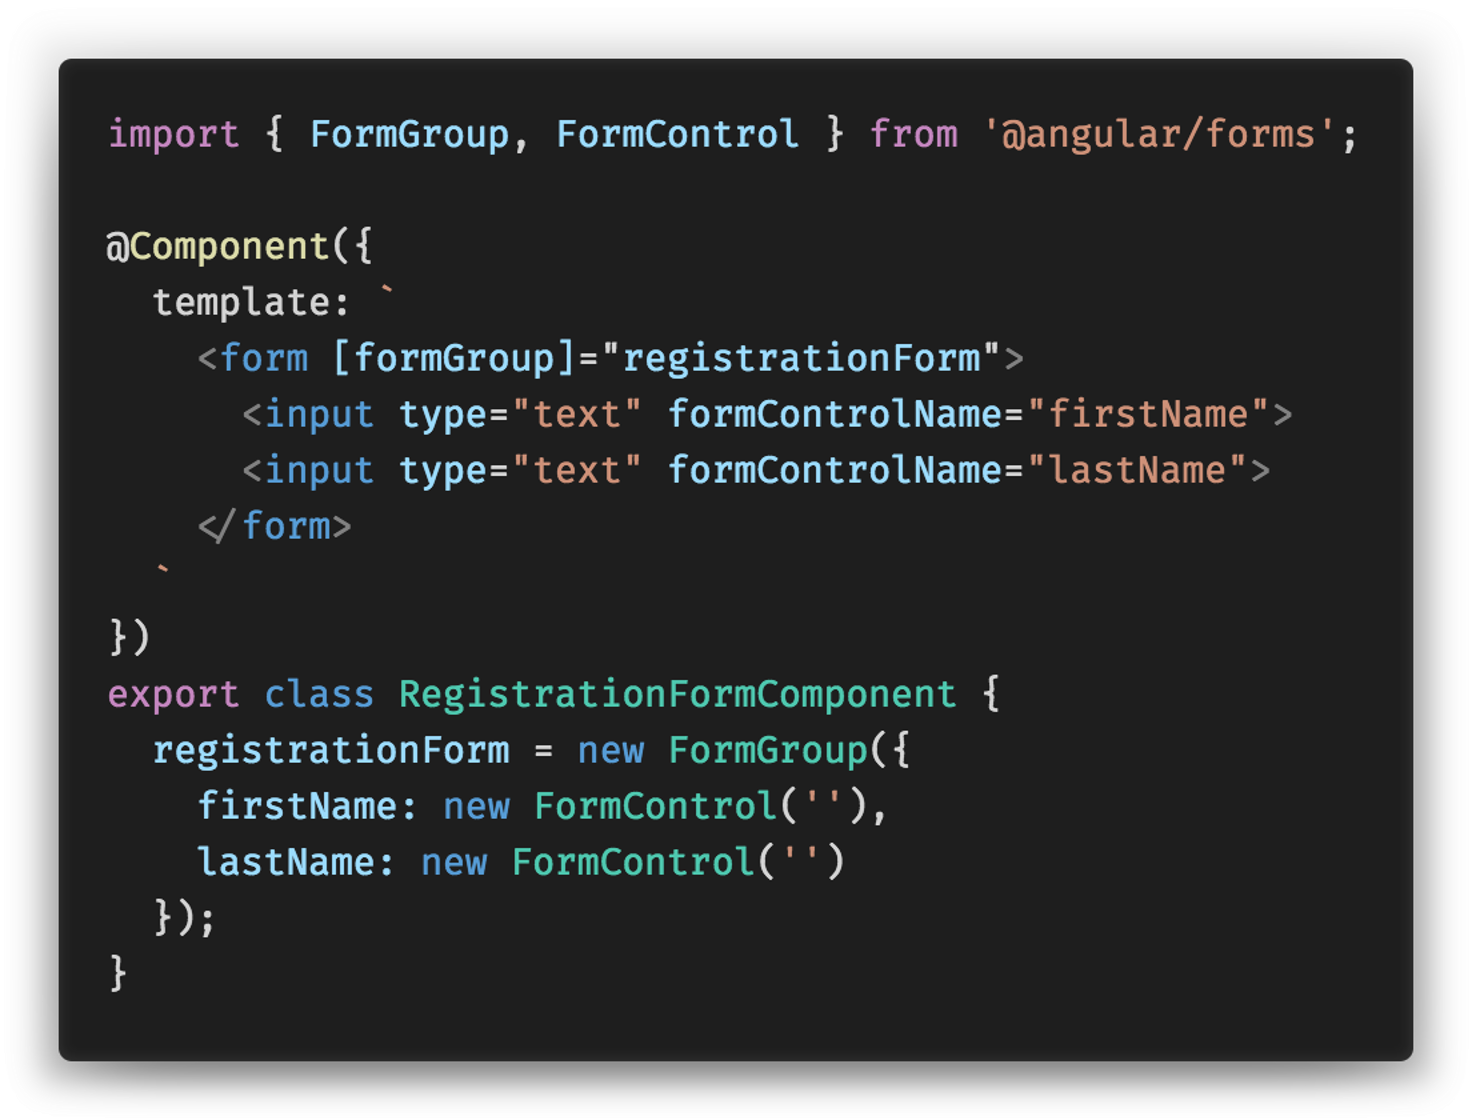 import { FormGroup, FormControl } from '@angular/forms';

@Component({
  template: `
    <form [formGroup]="registrationForm">
      <input type="text" formControlName="firstName">
      <input type="text" formControlName="lastName">
    </form>
  `
})
export class RegistrationFormComponent {
  registrationForm = new FormGroup({
    firstName: new FormControl(''),
    lastName: new FormControl('')
  });
}